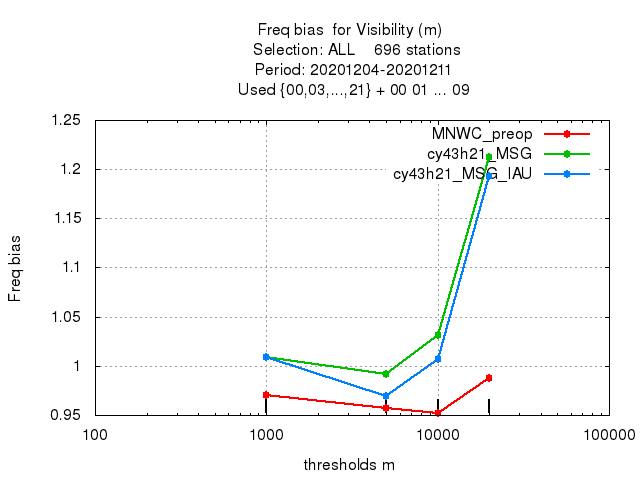 Freq bias  for Visibility (m)
Selection: ALL    696 stations
Period: 20201204-20201211
Used {00,03,...,21} + 00 01 ... 09
MNWC_preop
cy43h21_MSG
cy43h21_MSG_IAU
Freq bias
1.25
1.2
1.15
1.1
1.05
1
0.95
100 1000 10000 100000
thresholds m